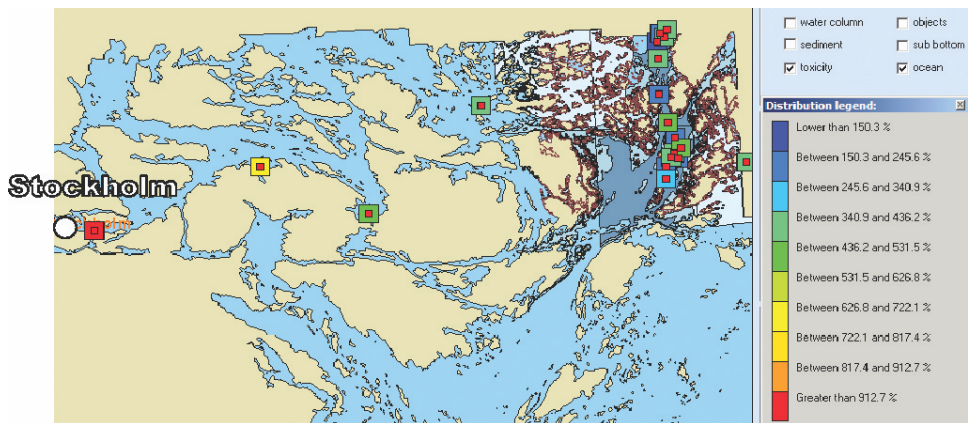 water column
objects
sediment
sub bottom
toxicity
ocean
Distribution legend:
Lower than 150.3 %
Between 150.3 and 245.6 %
Between 245.6 and 340.9 %
Between 340.9 and 436.2 %
Between 436.2 and 531.5 %
Between 531.5 and 626.8 %
Between 626.8 and 722.1 %
Between 722.1 and 817.4 %
Between 817.4 and 912.7 %
Greater than 912.7 %
Stockholm